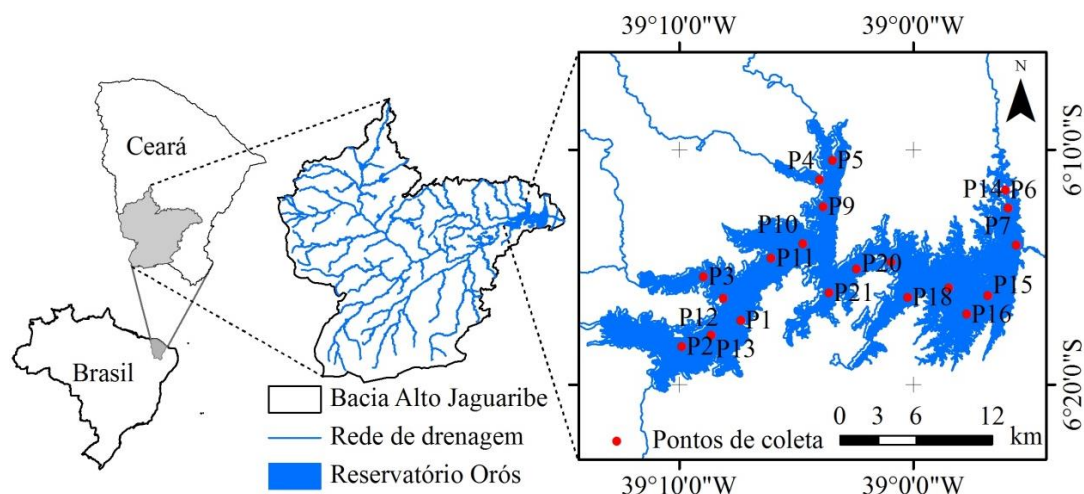 Ceará
Brasil
Bacia Alto Jaguaribe
Rede de drenagem
Reservatório Orós
39°10'0"W
39°0'0"W
N
6°10'0"S
6°20'0"S
P4
P5
P14
P6
P9
P7
P10
P11
P3
P20
P21
P18
P15
P16
P12
P1
P2
P13
0 3 6 12
km
Pontos de coleta
39°10'0"W
39°0'0"W